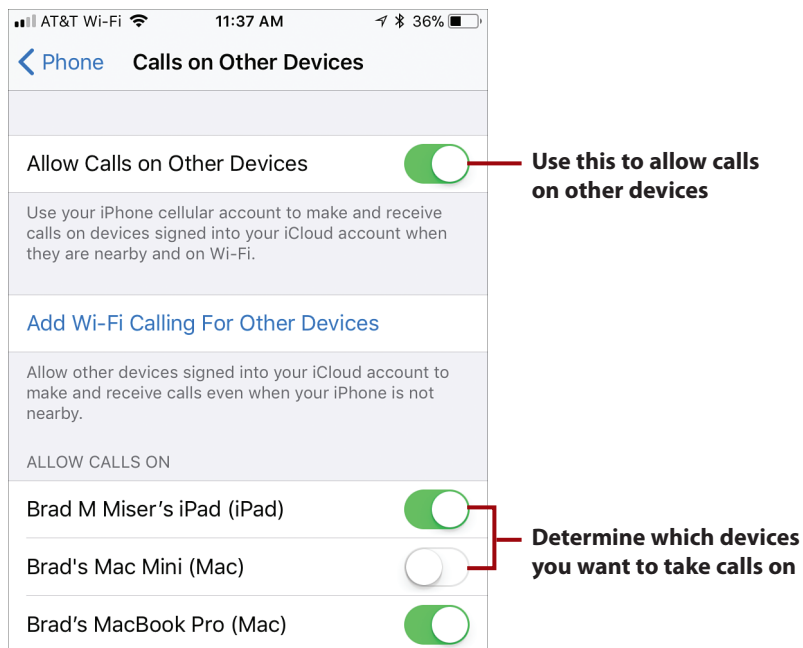 AT&T Wi-Fi 11:37 AM 36%
Phone Calls on Other Devices
Allow Calls on Other Devices
Use this to allow calls
on other devices
Use your iPhone cellular account to make and receive
calls on devices signed into your iCloud account when
they are nearby and on Wi-Fi.
Add Wi-Fi Calling For Other Devices
Allow other devices signed into your iCloud account to
make and receive calls even when your iPhone is not
nearby.
ALLOW CALLS ON
Brad M Miser’s iPad (iPad)
Determine which devices
you want to take calls on
Brad's Mac Mini (Mac)
Brad’s MacBook Pro (Mac)